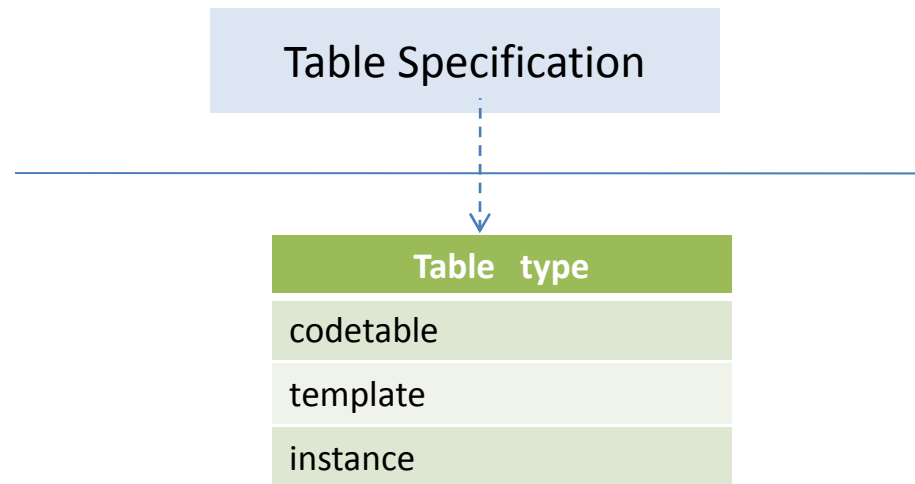 Table Specification
Table type
codetable
template
instance